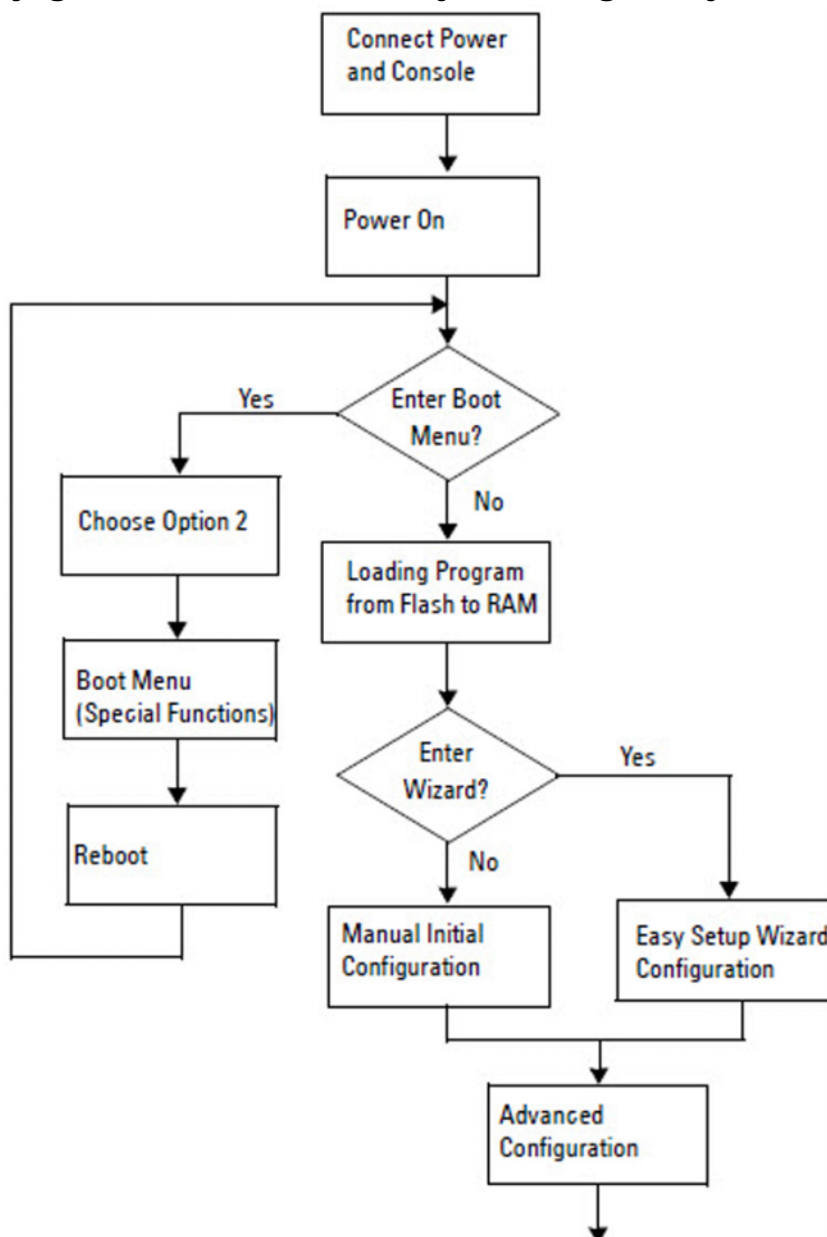 Connect Power
and Console
Power On
Enter Boot
Menu?
Yes
No
Choose Option 2
Loading Program
from Flash to RAM
Boot Menu
(Special Functions)
Enter
Wizard?
Yes
No
Reboot
Manual Initial
Configuration
Easy Setup Wizard
Configuration
Advanced
Configuration